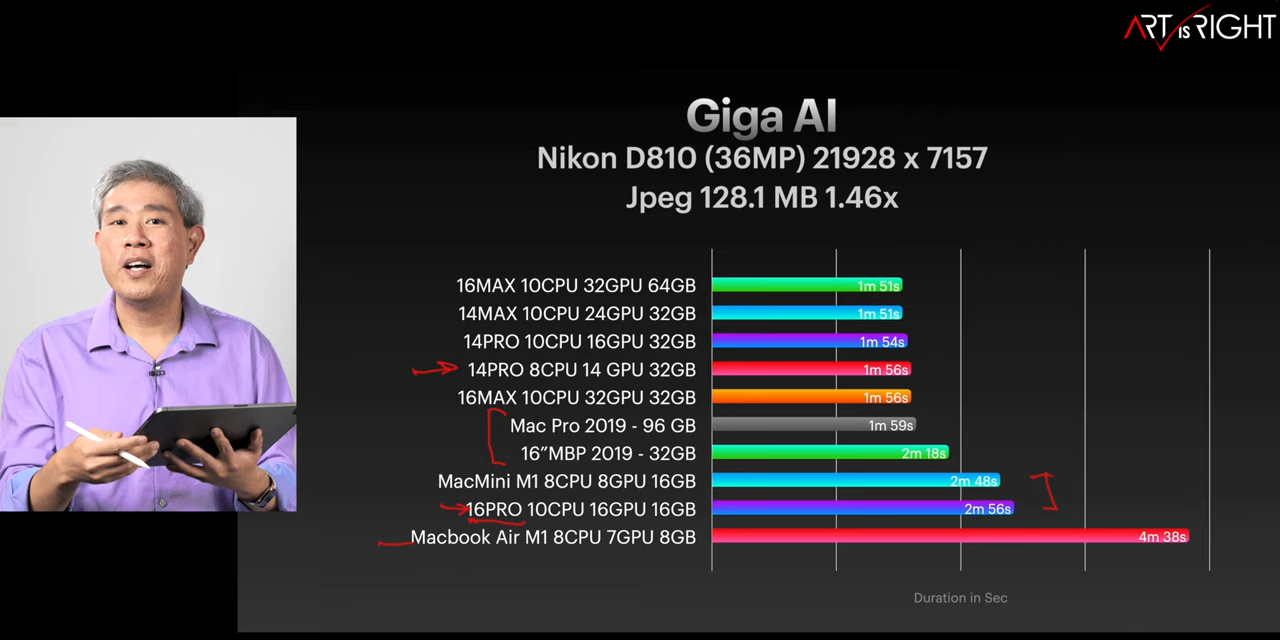 ART IS RIGHT
Giga AI
Nikon D810 (36MP) 21928 x 7157
Jpeg 128.1 MB 1.46x
16MAX 10CPU 32GPU 64GB 1m 51s
14MAX 10CPU 24GPU 32GB 1m 51s
14PRO 10CPU 16GPU 32GB 1m 54s
14PRO 8CPU 14 GPU 32GB 1m 56s
16MAX 10CPU 32GPU 32GB 1m 56s
Mac Pro 2019 - 96 GB 1m 59s
16”MBP 2019 - 32GB 2m 18s
MacMini M1 8CPU 8GPU 16GB 2m 48s
16PRO 10CPU 16GPU 16GB 2m 56s
Macbook Air M1 8CPU 7GPU 8GB 4m 38s
Duration in Sec